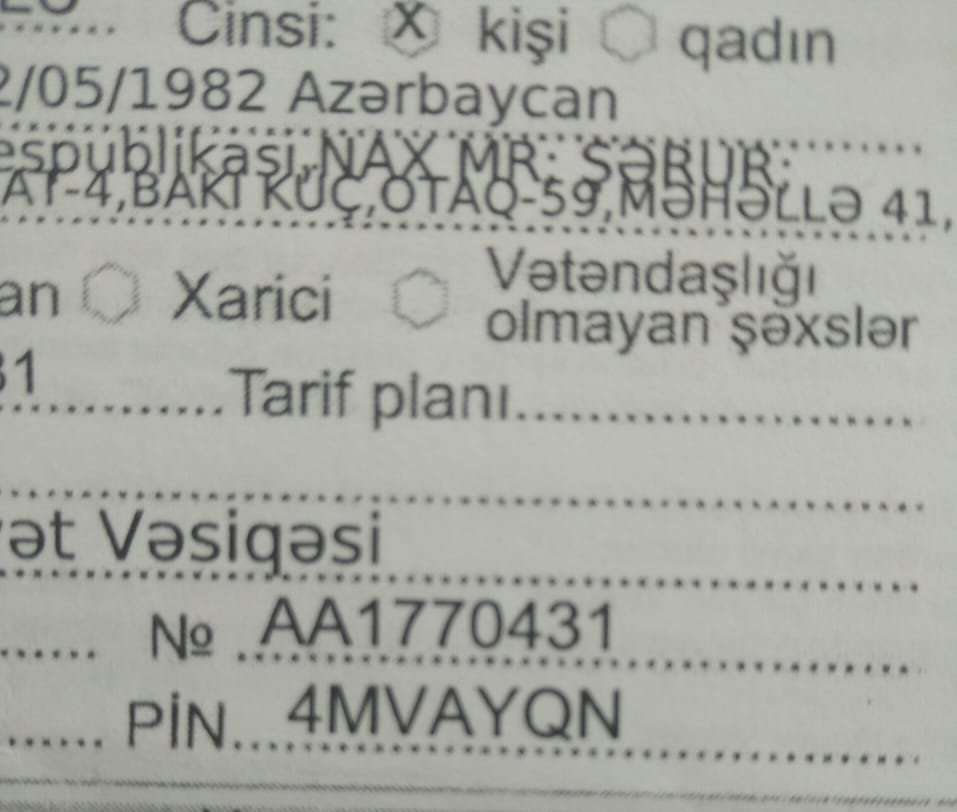 Cinsi: X kişi qadın
2/05/1982 Azərbaycan
espublikası,NAX.MR; ŞƏRUR;
AT-4,BAKI KÜÇ,OTAQ-59,MƏHƏLLƏ 41,
an Xarici Vətəndaşlığı
olmayan şəxslər
31 Tarif planı
ət Vəsiqəsi
№ AA1770431
PİN 4MVAYQN